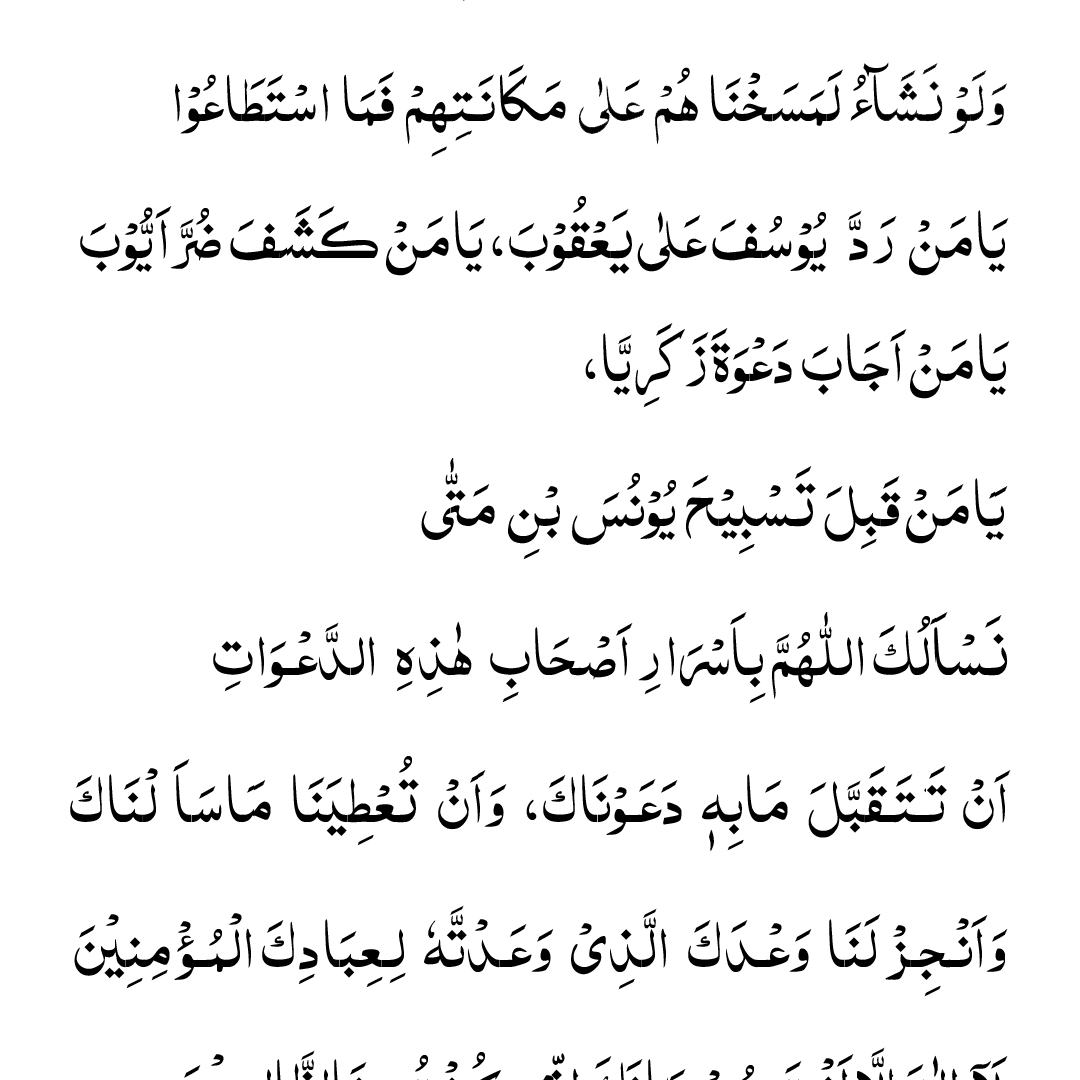 وَلَوْ نَشَآءُ لَمَسَخْنَا هُمْ عَلٰى مَكَانَتِهِمْ فَمَا اسْتَطَاعُوْا
يَامَنْ رَدَّ يُوْسُفَ عَلٰى يَعْقُوْبَ، يَامَنْ كَشَفَ ضُرَّ اَيُّوْبَ
يَامَنْ اَجَابَ دَعْوَةَ زَكَرِيَّا،
يَامَنْ قَبِلَ تَسْبِيْحَ يُوْنُسَ بْنِ مَتّٰى
نَسْاَلُكَ اللّٰهُمَّ بِاَسْرَارِ اَصْحَابِ هٰذِهِ الدَّعْوَاتِ
اَنْ تَتَقَبَّلَ مَابِهٖ دَعَوْنَاكَ، وَاَنْ تُعْطِيَنَا مَاسَاَ لْنَاكَ
وَاَنْجِزْ لَنَا وَعْدَكَ الَّذِىْ وَعَدْتَّهٗ لِعِبَادِكَ الْمُؤْمِنِيْنَ